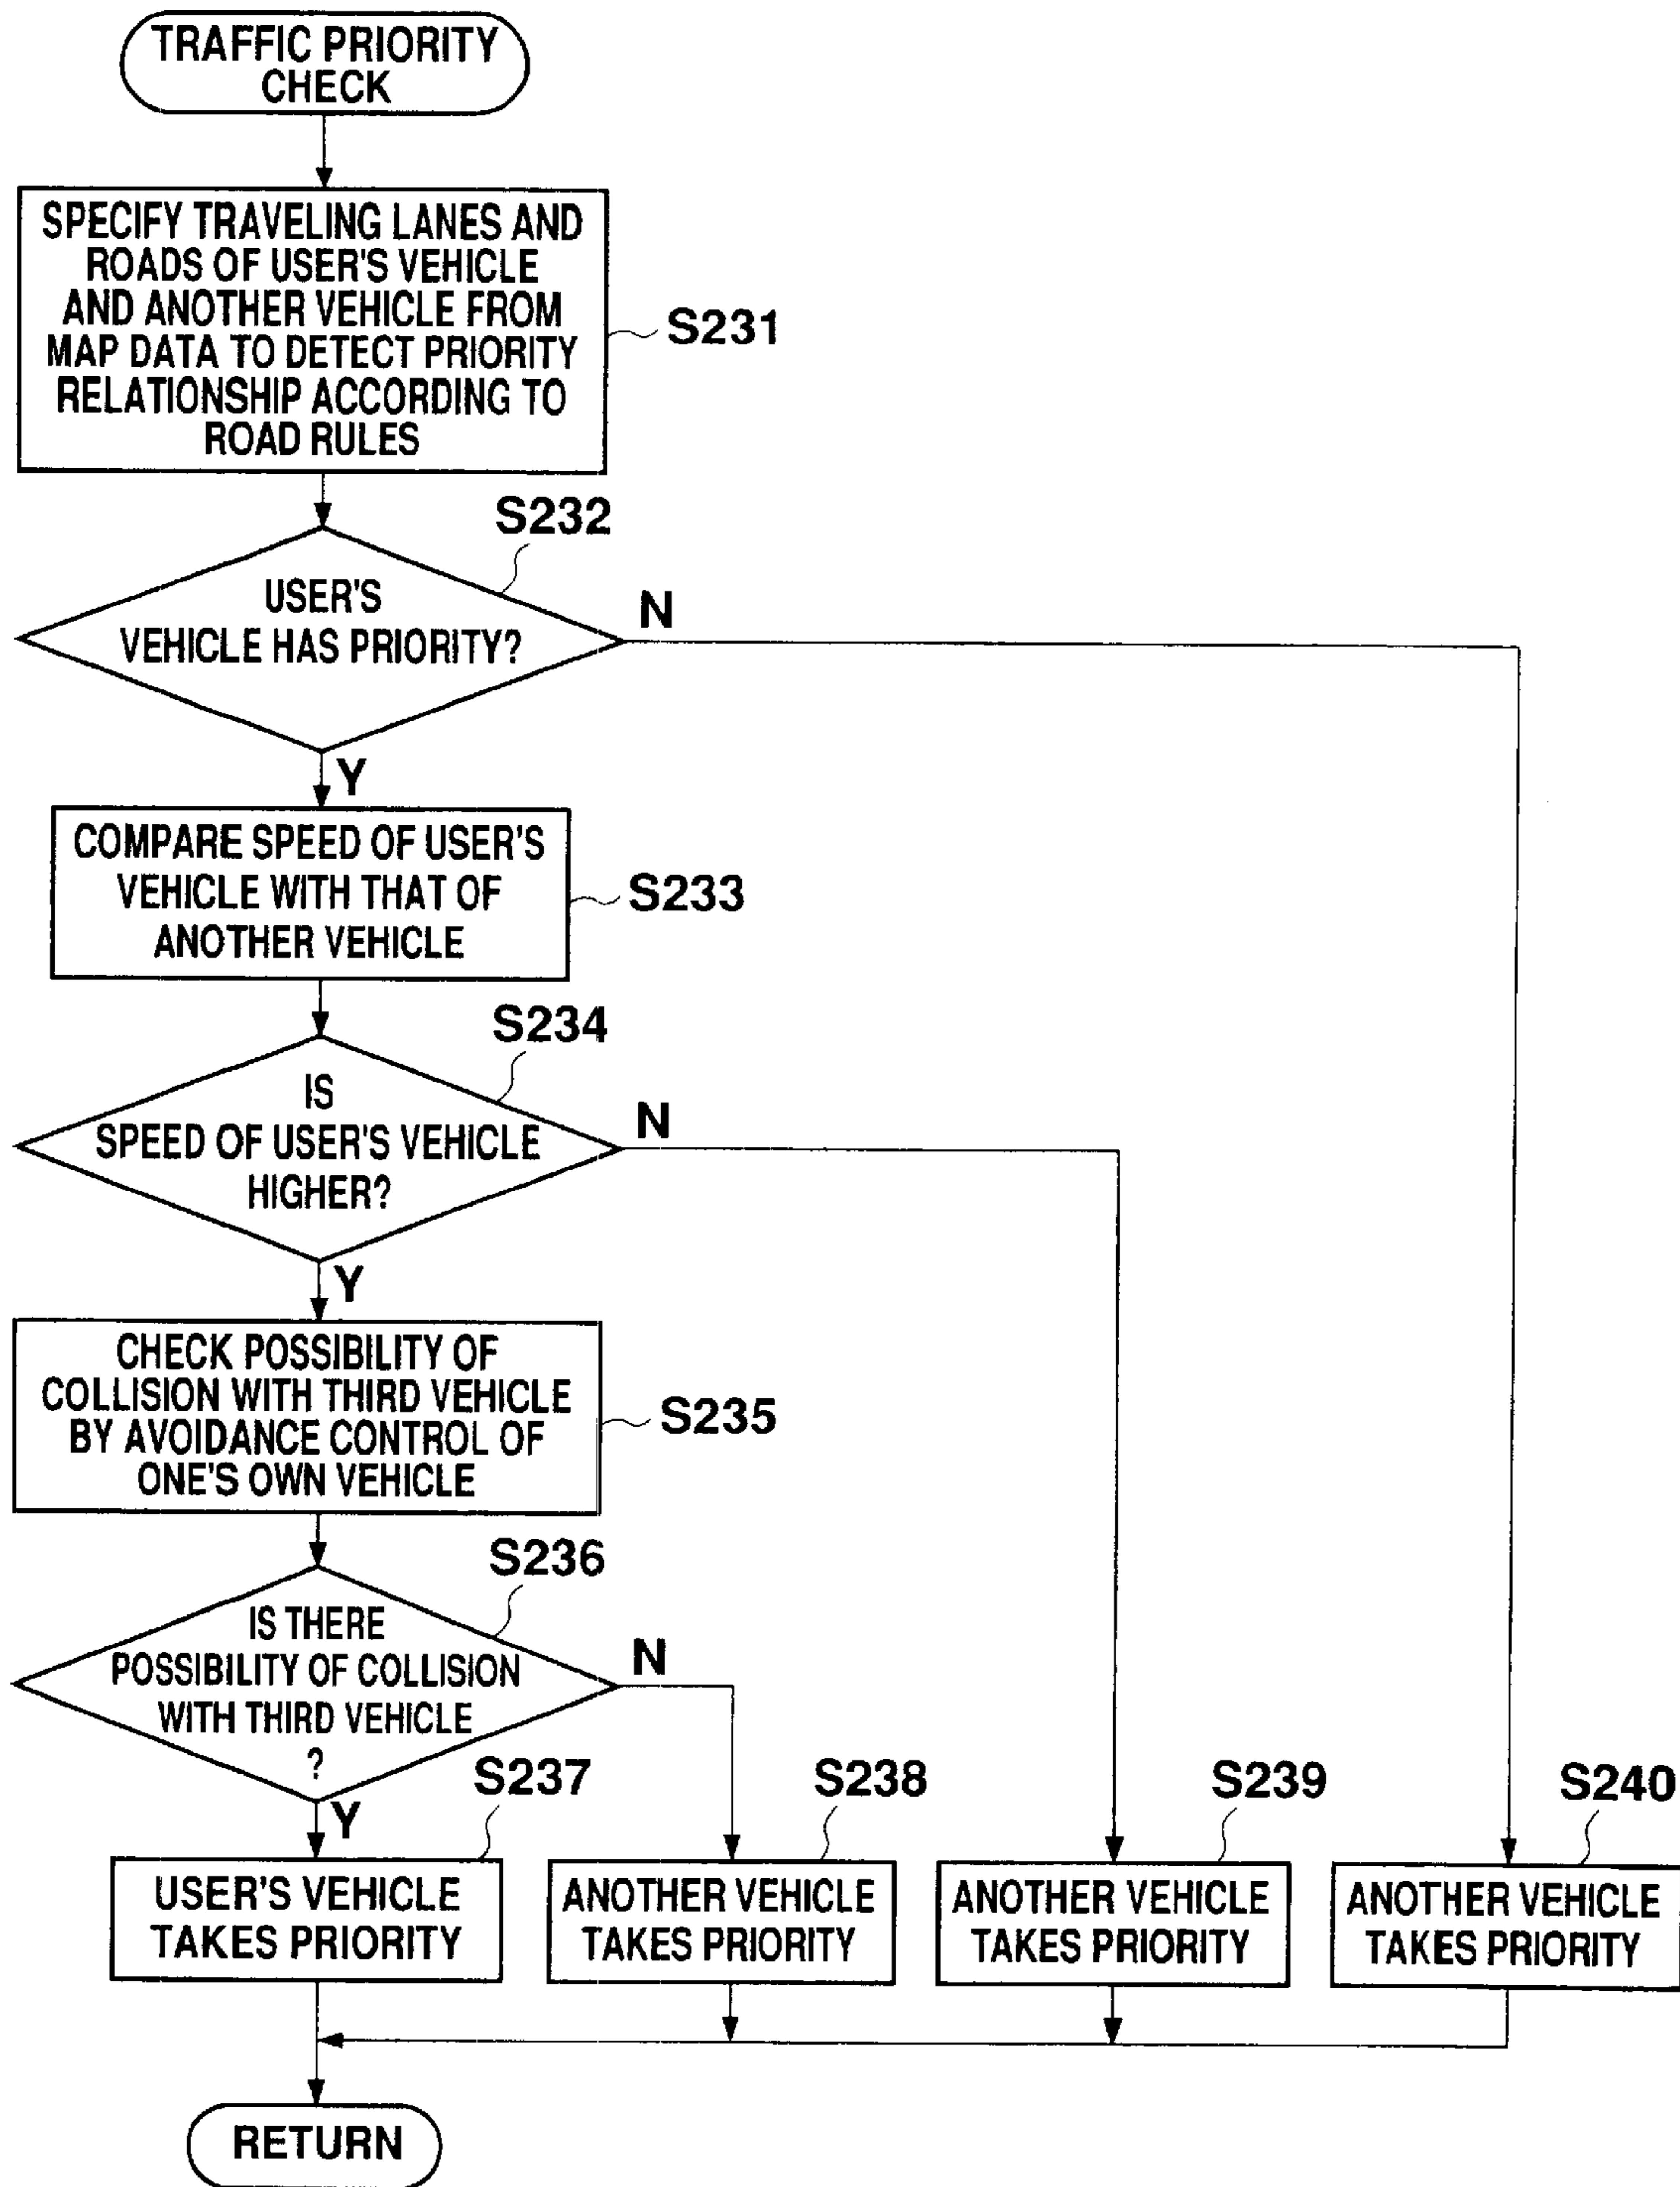 TRAFFIC PRIORITY
CHECK
SPECIFY TRAVELING LANES AND
ROADS OF USER'S VEHICLE
AND ANOTHER VEHICLE FROM
MAP DATA TO DETECT PRIORITY
RELATIONSHIP ACCORDING TO
ROAD RULES
S231
S232
USER'S
VEHICLE HAS PRIORITY?
N
Y
COMPARE SPEED OF USER'S
VEHICLE WITH THAT OF
ANOTHER VEHICLE
S233
S234
IS
SPEED OF USER'S VEHICLE
HIGHER?
N
Y
CHECK POSSIBILITY OF
COLLISION WITH THIRD VEHICLE
BY AVOIDANCE CONTROL OF
ONE'S OWN VEHICLE
S235
S236
IS THERE
POSSIBILITY OF COLLISION
WITH THIRD VEHICLE
?
N
Y
S237
USER'S VEHICLE
TAKES PRIORITY
S238
ANOTHER VEHICLE
TAKES PRIORITY
S239
ANOTHER VEHICLE
TAKES PRIORITY
S240
ANOTHER VEHICLE
TAKES PRIORITY
RETURN